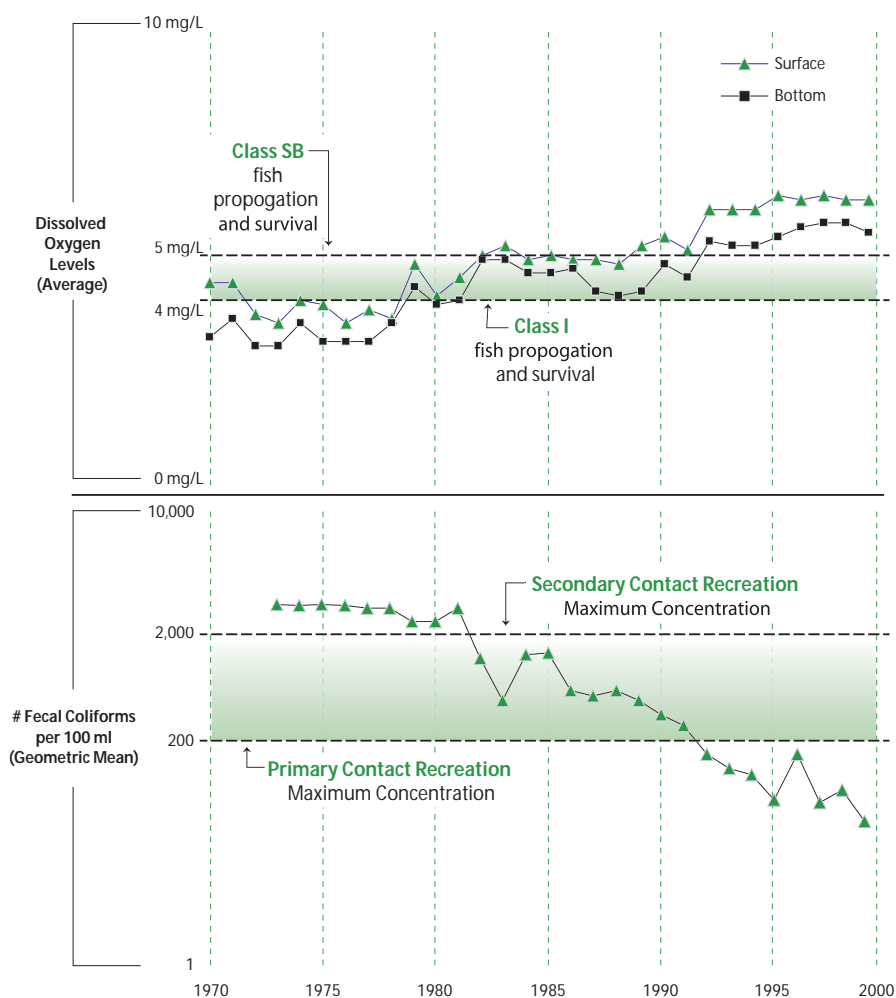 10 mg/L
Surface
Bottom
Class SB
fish
propogation
and survival
Dissolved
Oxygen
Levels
(Average)
5 mg/L
4 mg/L
Class I
fish propogation
and survival
0 mg/L
10,000
Secondary Contact Recreation
Maximum Concentration
2,000
# Fecal Coliforms
per 100 ml
(Geometric Mean)
200
Primary Contact Recreation
Maximum Concentration
1
1970 1975 1980 1985 1990 1995 2000